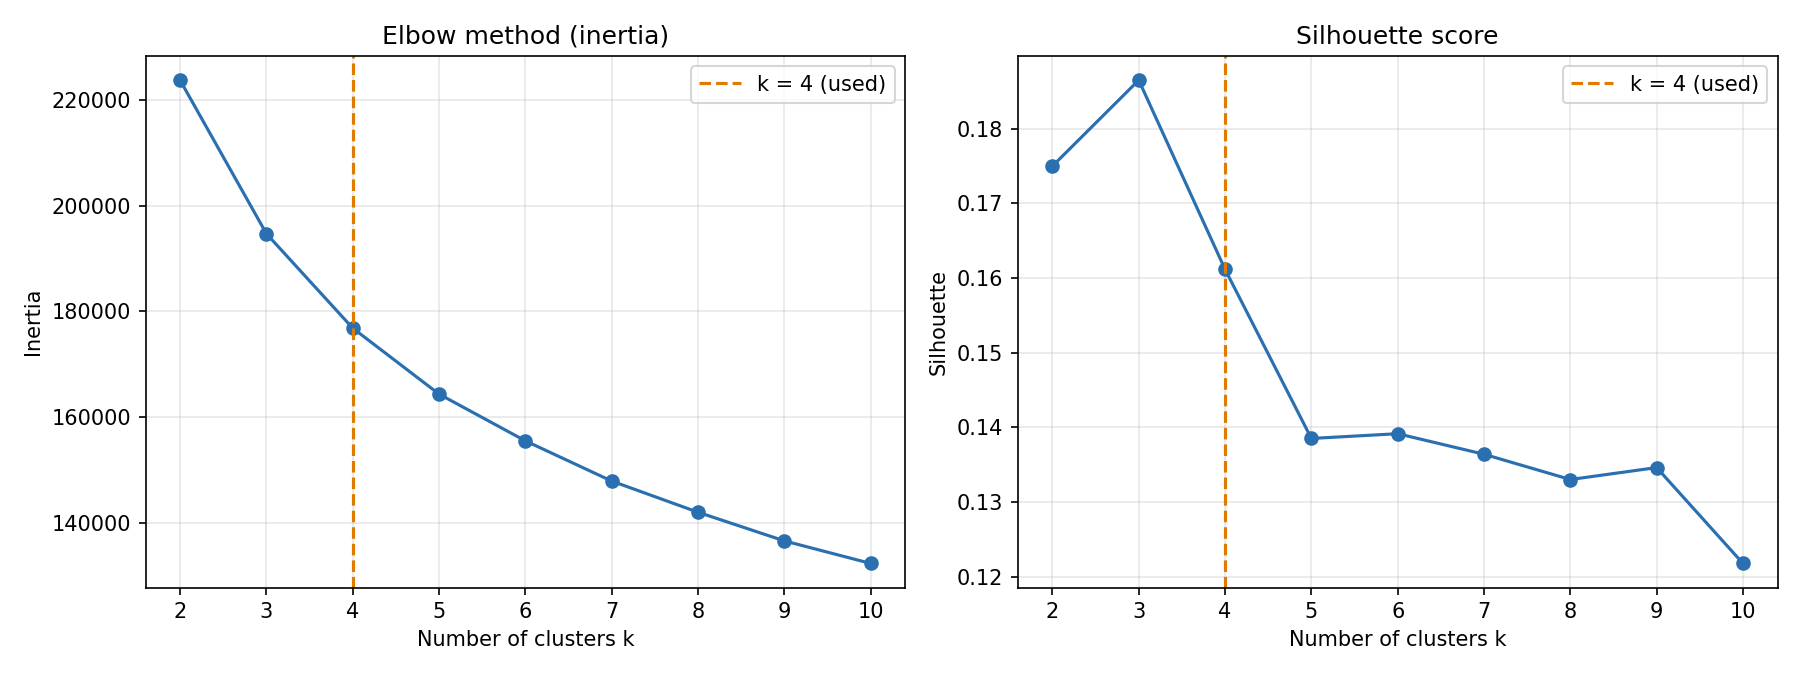 Elbow method (inertia)
k = 4 (used)
220000
200000
180000
160000
140000
Inertia
2 3 4 5 6 7 8 9 10
Number of clusters k
Silhouette score
k = 4 (used)
0.18
0.17
0.16
0.15
0.14
0.13
0.12
Silhouette
2 3 4 5 6 7 8 9 10
Number of clusters k